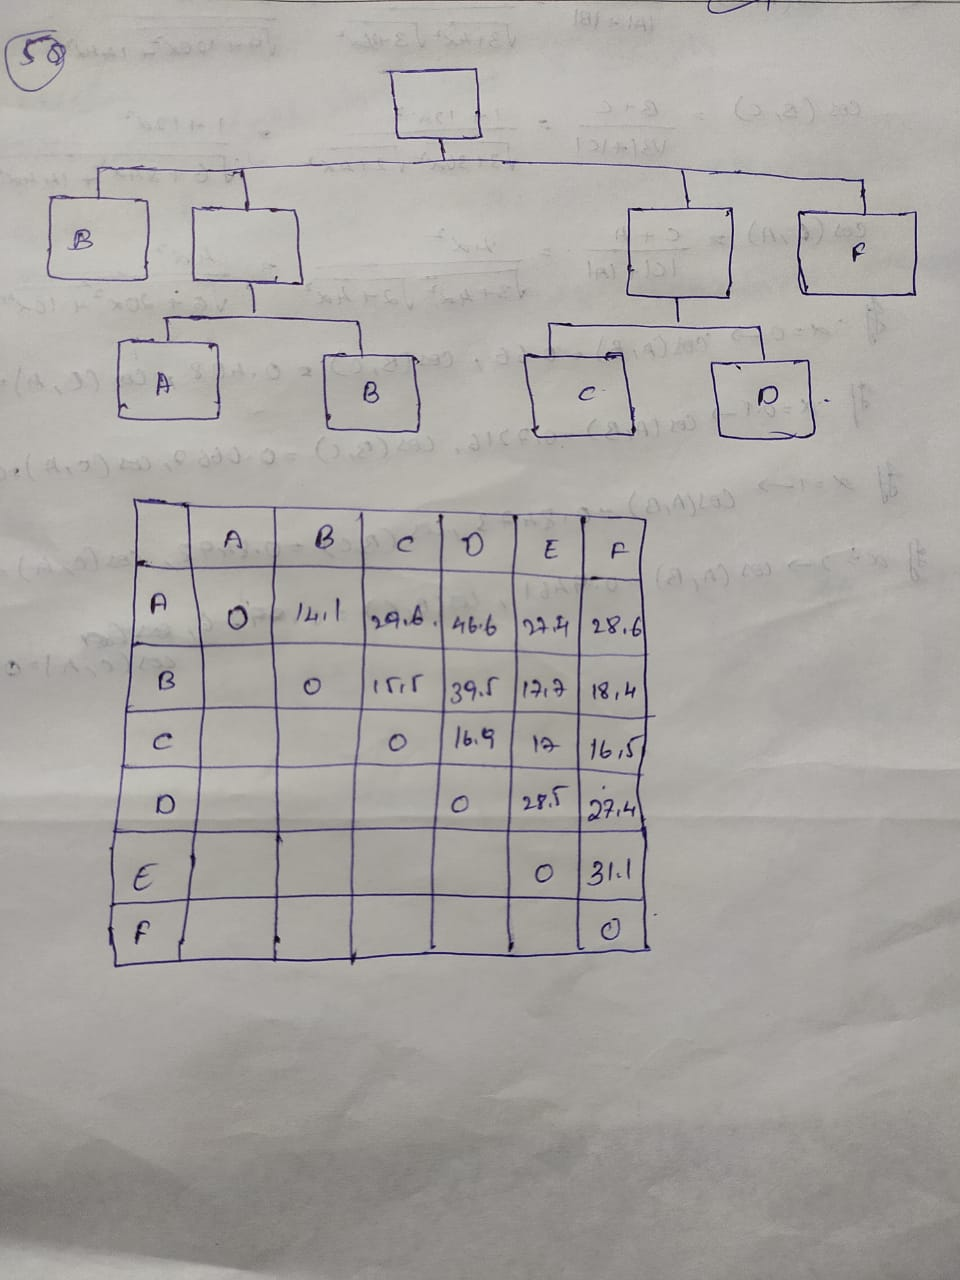 50
B F
A B C D
A B C D E F
A 0 14.1 29.6 46.6 27.4 28.6
B 0 15.5 39.5 17.7 18.4
C 0 16.9 17 16.5
D 0 28.5 27.4
E 0 31.1
F 0